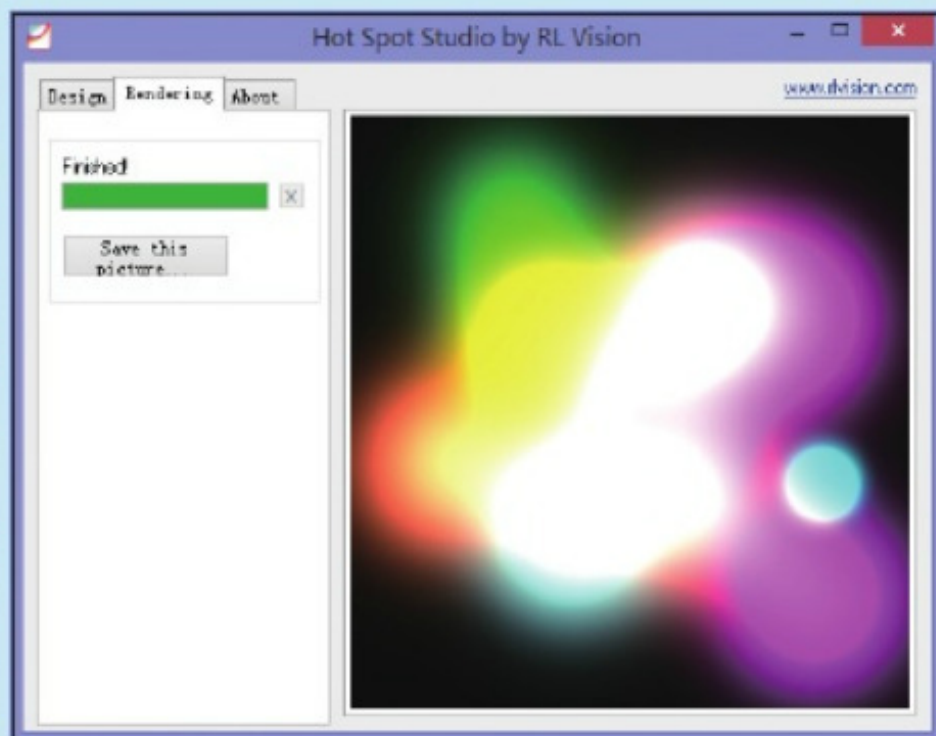 Hot Spot Studio by RL Vision
Design Rendering About
www.rlvision.com
Finished!
X
Save this
picture...